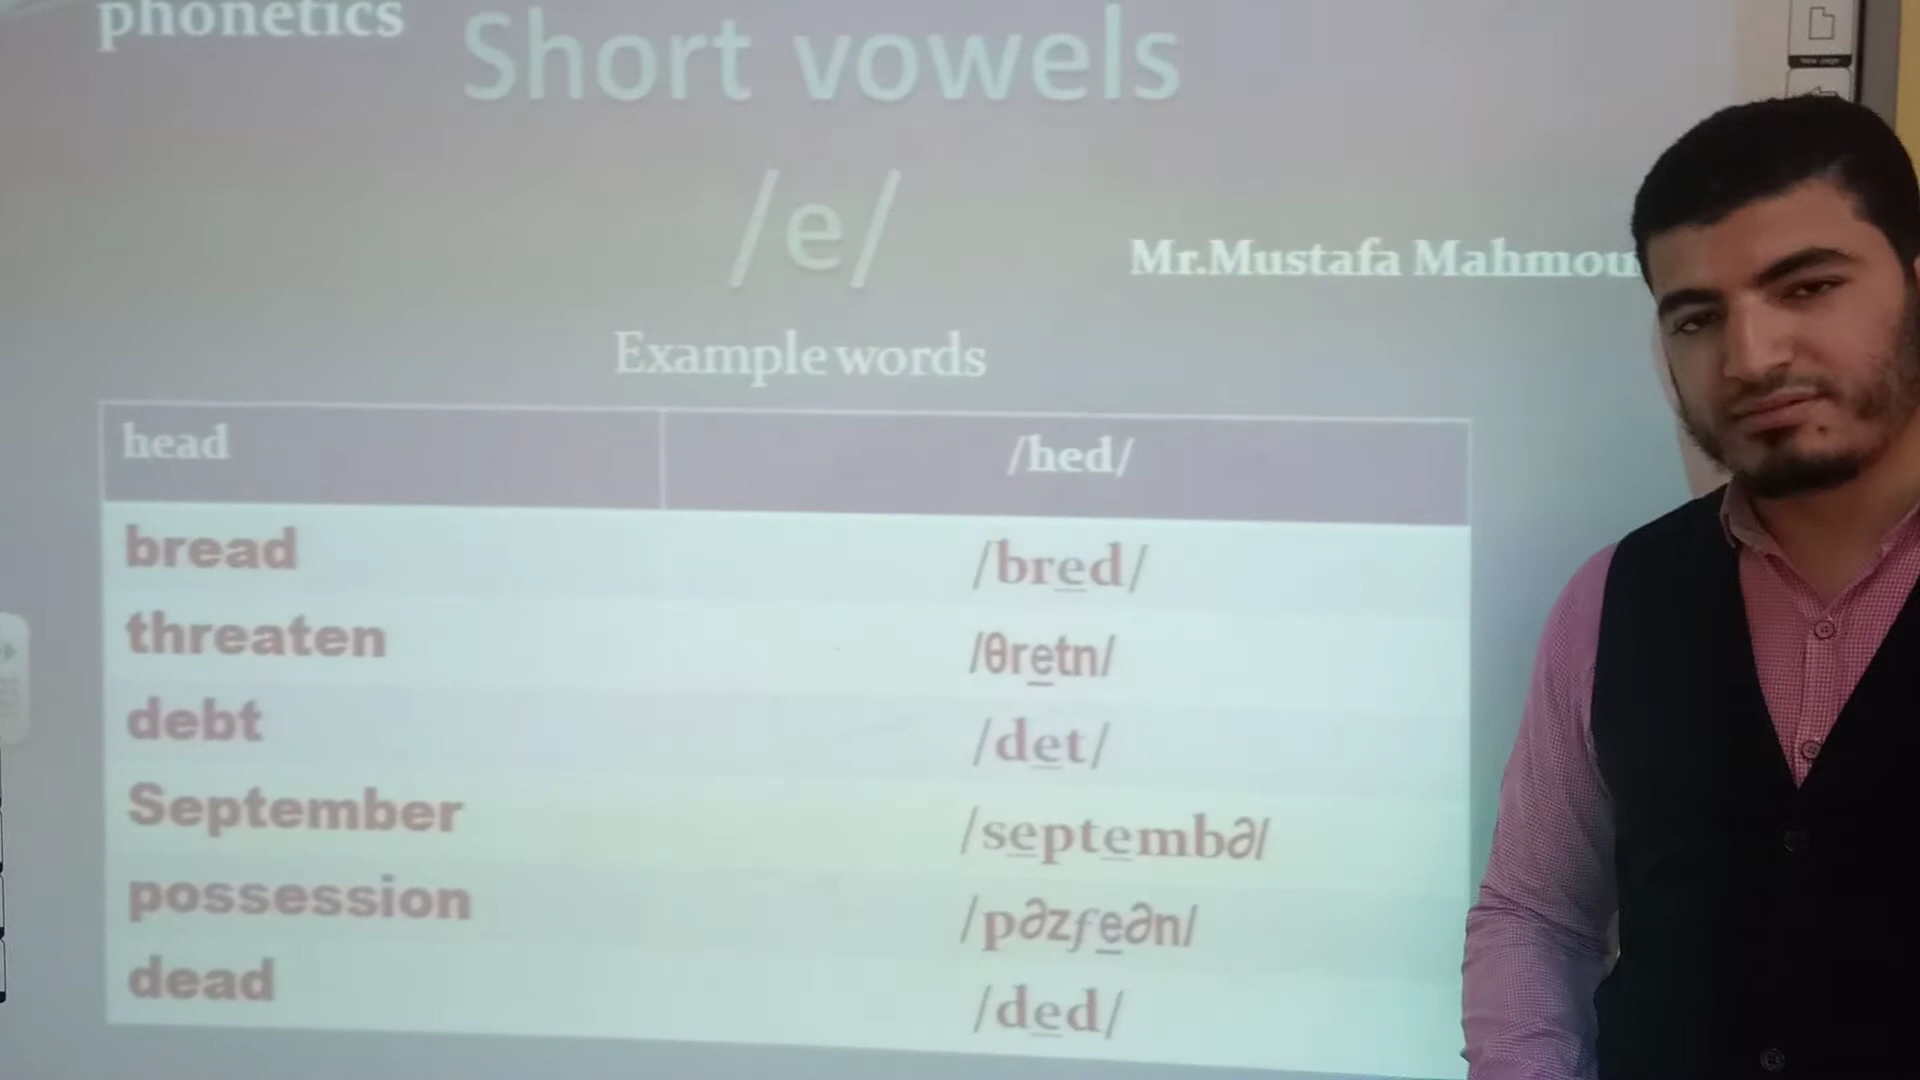 phonetics
Short vowels
/e/
Mr.Mustafa
Example words
head /hed/
bread /bred/
threaten /θretn/
debt /det/
September /septembə/
possession /pəzʃeən/
dead /ded/